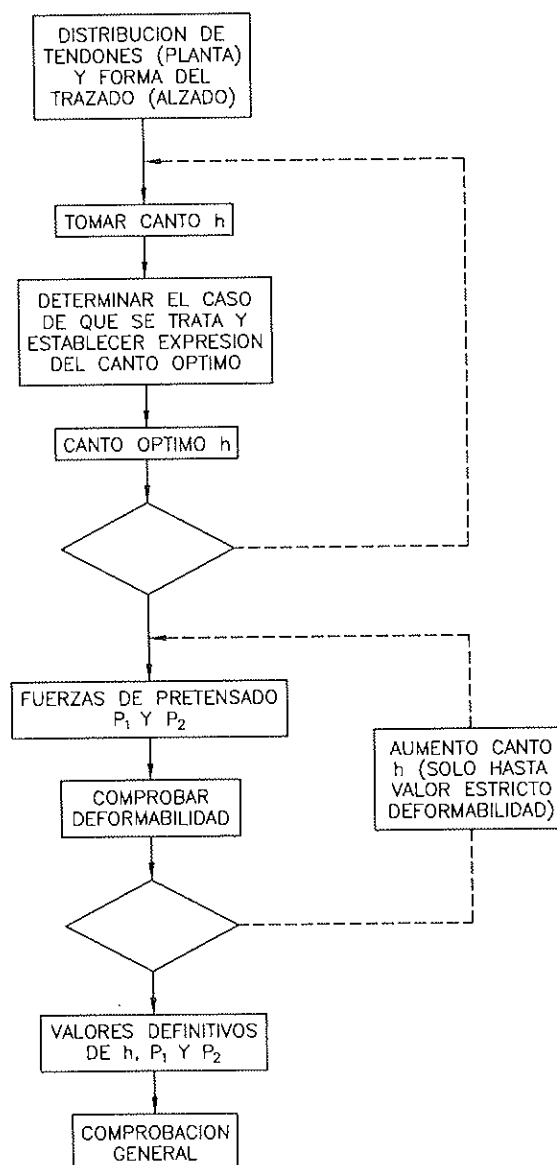 DISTRIBUCION DE
TENDONES (PLANTA)
Y FORMA DEL
TRAZADO (ALZADO)
TOMAR CANTO h
DETERMINAR EL CASO
DE QUE SE TRATA Y
ESTABLECER EXPRESION
DEL CANTO OPTIMO
CANTO OPTIMO h
FUERZAS DE PRETENSADO
P₁ Y P₂
AUMENTO CANTO
h (SOLO HASTA
VALOR ESTRICTO
DEFORMABILIDAD)
COMPROBAR
DEFORMABILIDAD
VALORES DEFINITIVOS
DE h, P₁ Y P₂
COMPROBACION
GENERAL